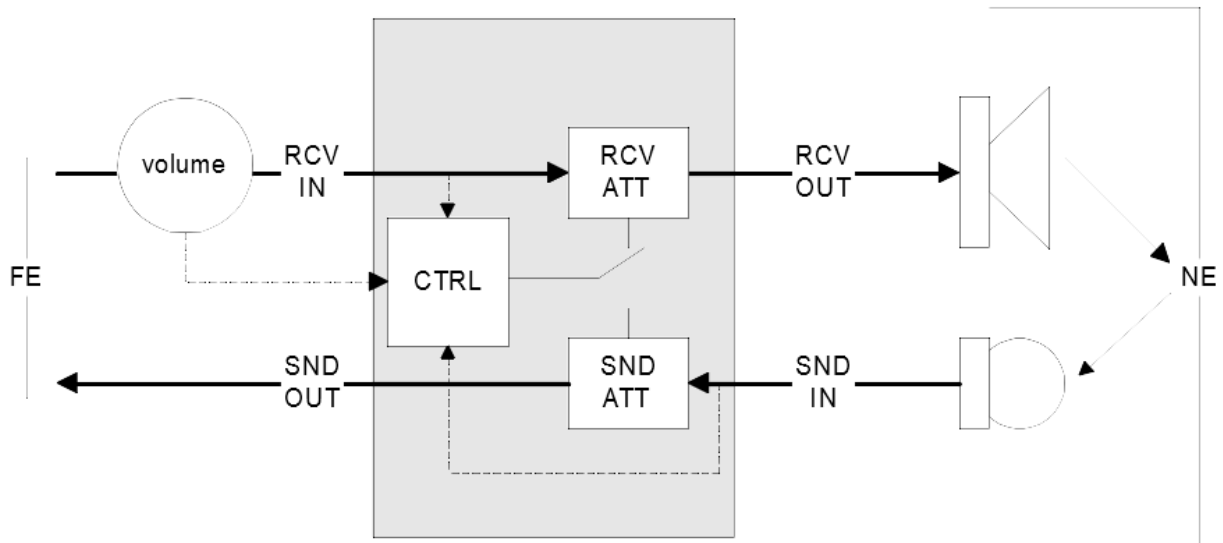 volume
RCV
IN
RCV
ATT
RCV
OUT
FE
CTRL
NE
SND
OUT
SND
ATT
SND
IN